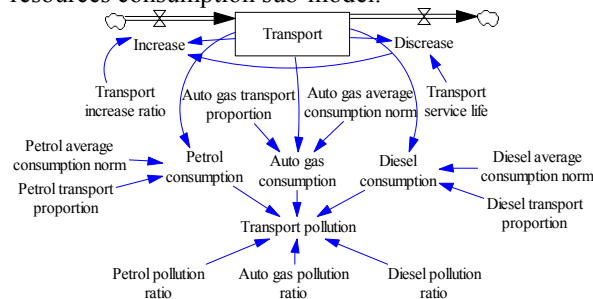 resources consumption sub-model.
Transport
Increase
Discrease
Transport
increase ratio
Auto gas transport
proportion
Auto gas average
consumption norm
Transport
service life
Petrol average
consumption norm
Petrol transport
proportion
Petrol
consumption
Auto gas
consumption
Diesel
consumption
Diesel average
consumption norm
Diesel transport
proportion
Transport pollution
Petrol pollution
ratio
Auto gas pollution
ratio
Diesel pollution
ratio